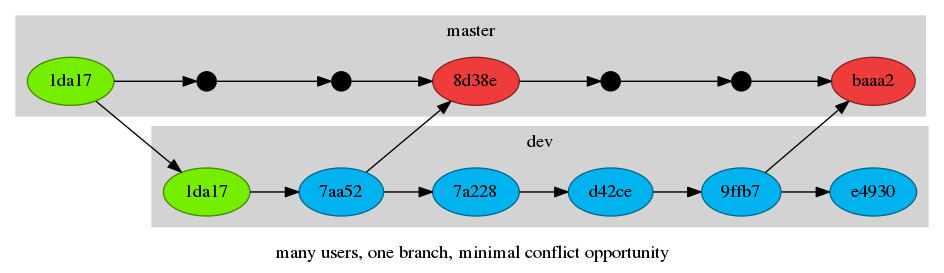 master
1da17
8d38e
baaa2
dev
1da17
7aa52
7a228
d42ce
9ffb7
e4930
many users, one branch, minimal conflict opportunity